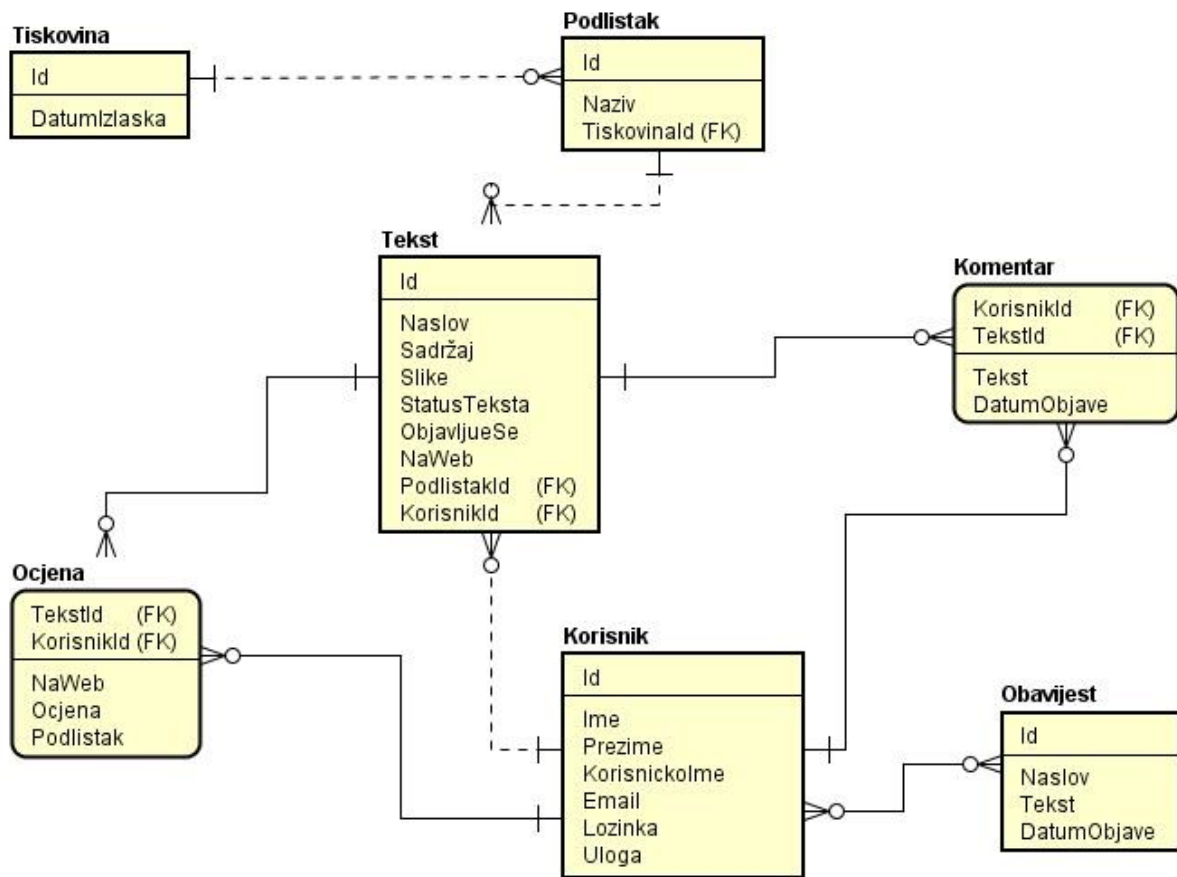 Tiskovina
Id
DatumIzlaska
Podlistak
Id
Naziv
TiskovinaId (FK)
Tekst
Id
Naslov
Sadržaj
Slike
StatusTeksta
ObjavljueSe
NaWeb
PodlistakId (FK)
KorisnikId (FK)
Komentar
KorisnikId (FK)
TekstId (FK)
Tekst
DatumObjave
Ocjena
TekstId (FK)
KorisnikId (FK)
NaWeb
Ocjena
Podlistak
Korisnik
Id
Ime
Prezime
KorisnickoIme
Email
Lozinka
Uloga
Obavijest
Id
Naslov
Tekst
DatumObjave